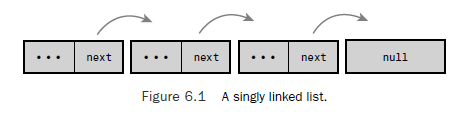 ••• next ••• next ••• next null
Figure 6.1 A singly linked list.